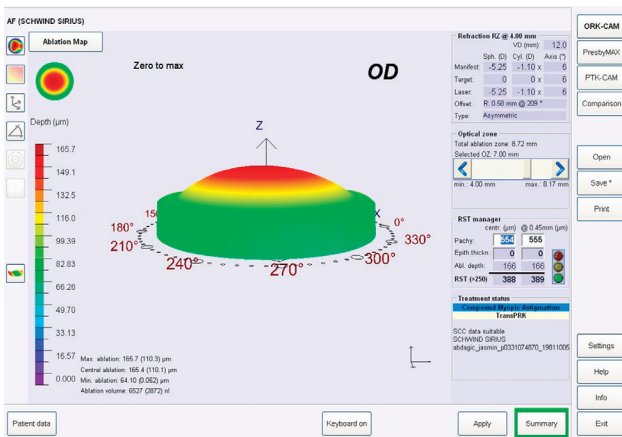 AF (SCHWIND SIRIUS)
Ablation Map
Zero to max
OD
Depth (µm)
165.7
149.1
132.5
116.0
99.39
82.83
66.26
49.70
33.13
16.57
0.000
Z
X
150
180°
210°
240°
270°
300°
330°
0°
Max. ablation: 165.7 (110.3) µm
Central ablation: 165.4 (110.1) µm
Min. ablation: 64.10 (0.052) µm
Ablation volume: 6527 (2872) nl
Refraction RZ @ 4.00 mm
VD (mm): 12.0
Sph. (D) Cyl. (D) Axis (°)
Manifest: -5.25 -1.10 x 6
Target: 0 0 x 6
Laser: -5.25 -1.10 x 6
Offset: R: 0.68 mm @ 209 °
Type: Asymmetric
Optical zone
Total ablation zone: 8.72 mm
Selected OZ: 7.00 mm
min.: 4.00 mm max.: 8.17 mm
RST manager
centr. (µm) @ 0.45mm (µm)
Pachy: 554 555
Epith thickn. 0 0
Abl. depth: 166 166
RST (>250) 388 389
Treatment status
Compound Myopic Astigmatism
TransPRK
SCC data suitable
SCHWIND SIRIUS
abdagic_jasmin_p0331074870_19811005
ORK-CAM
PresbyMAX
PTK-CAM
Comparison
Open
Save *
Print
Settings
Help
Info
Exit
Patient data
Keyboard on
Apply
Summary